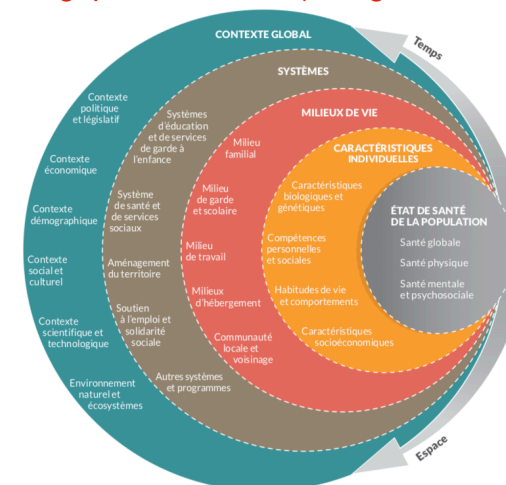 CONTEXTE GLOBAL
Contexte
politique
et législatif
Contexte
économique
Contexte
démographique
Contexte
social et
culturel
Contexte
scientifique et
technologique
Environnement
naturel et
écosystèmes
SYSTÈMES
Systèmes
d'éducation
et de services
de garde à
l'enfance
Système
de santé et
de services
sociaux
Aménagement
du territoire
Soutien
à l'emploi et
solidarité
sociale
Autres systèmes
et programmes
MILIEUX DE VIE
Milieu
familial
Milieu
de garde
et scolaire
Milieu
de travail
Milieux
d'hébergement
Communauté
locale et
voisinage
CARACTÉRISTIQUES
INDIVIDUELLES
Caractéristiques
biologiques et
génétiques
Compétences
personnelles
et sociales
Habitudes de vie
et comportements
Caractéristiques
socioéconomiques
ÉTAT DE SANTÉ
DE LA POPULATION
Santé globale
Santé physique
Santé mentale
et psychosociale
Temps
Espace